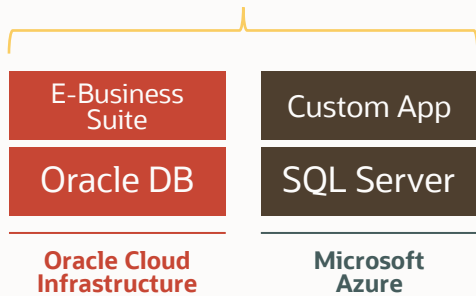 E-Business
Suite
Oracle DB
Oracle Cloud
Infrastructure
Custom App
SQL Server
Microsoft
Azure